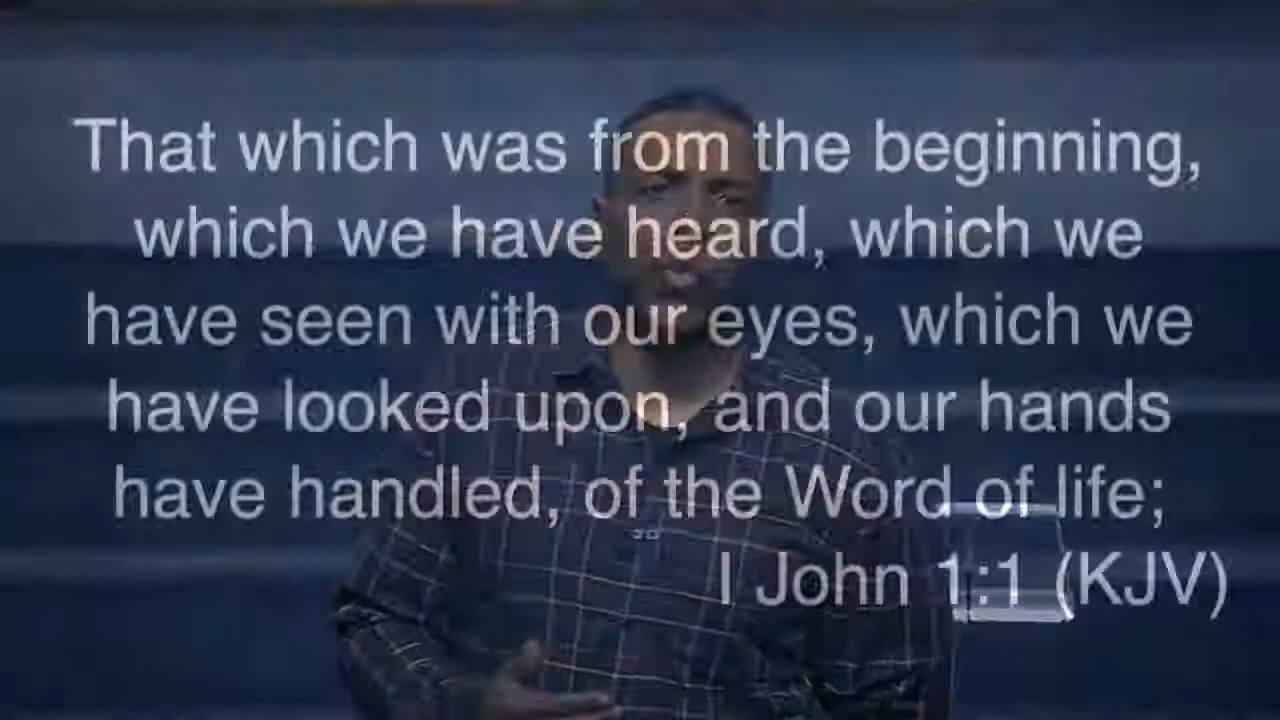 That which was from the beginning,
which we have heard, which we
have seen with our eyes, which we
have looked upon, and our hands
have handled, of the Word of life;
I John 1:1 (KJV)